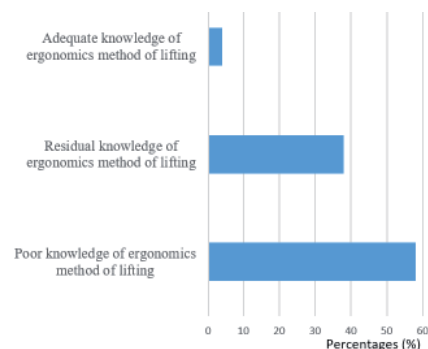 Adequate knowledge of
ergonomics method of lifting
Residual knowledge of
ergonomics method of lifting
Poor knowledge of ergonomics
method of lifting
0 10 20 30 40 50 60
Percentages (%)